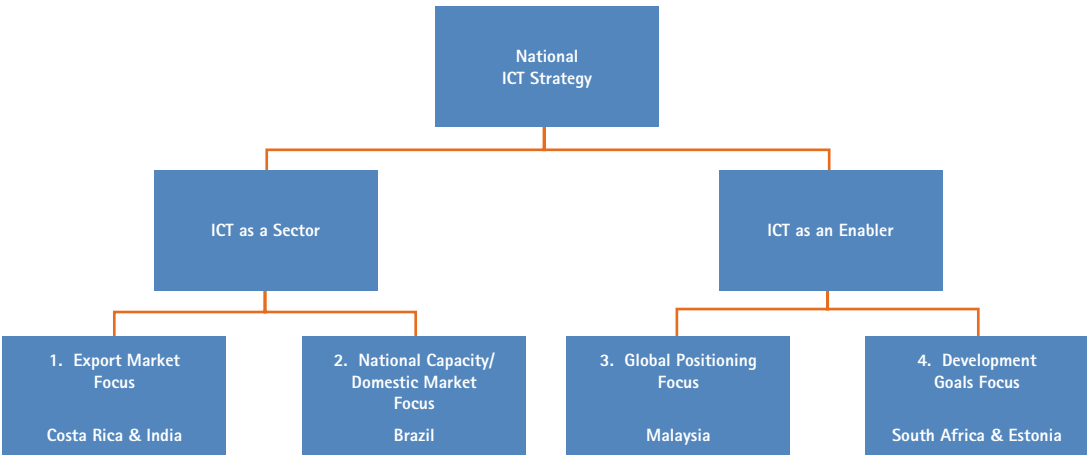 National
ICT Strategy
ICT as a Sector
ICT as an Enabler
1. Export Market
Focus
Costa Rica & India
2. National Capacity/
Domestic Market
Focus
Brazil
3. Global Positioning
Focus
Malaysia
4. Development
Goals Focus
South Africa & Estonia